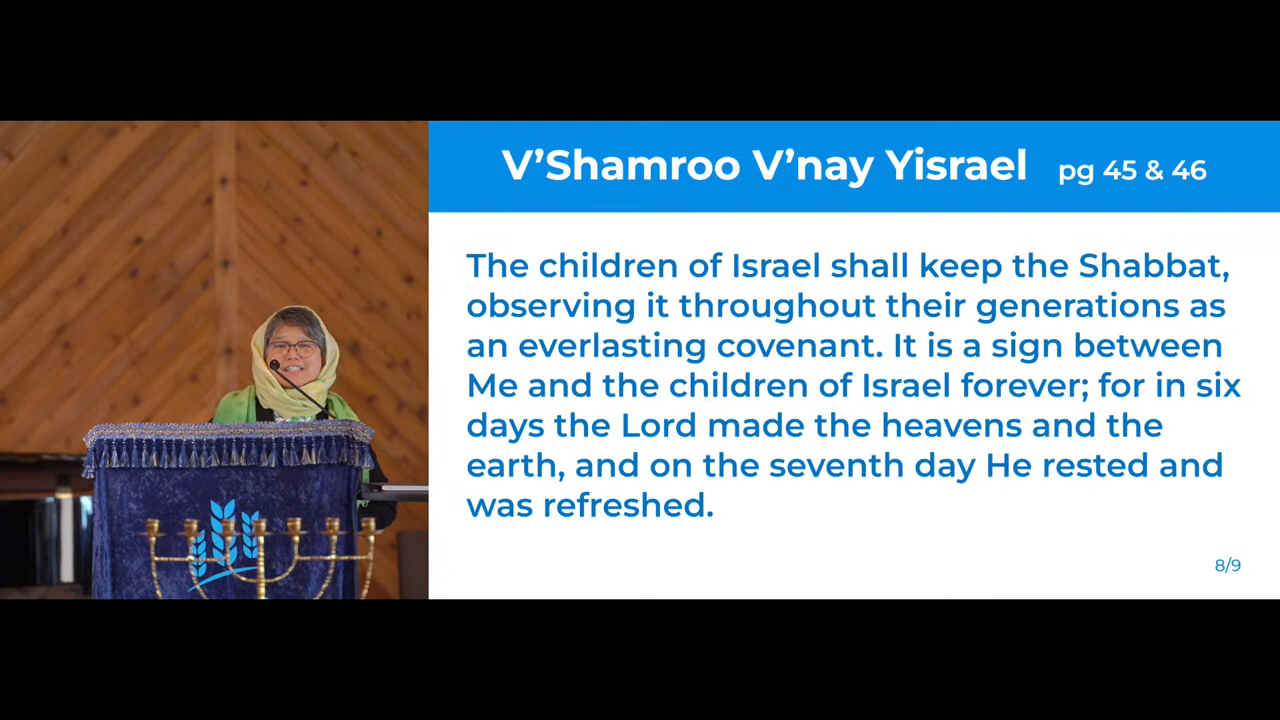 V’Shamroo V’nay Yisrael pg 45 & 46
The children of Israel shall keep the Shabbat,
observing it throughout their generations as
an everlasting covenant. It is a sign between
Me and the children of Israel forever; for in six
days the Lord made the heavens and the
earth, and on the seventh day He rested and
was refreshed.
8/9